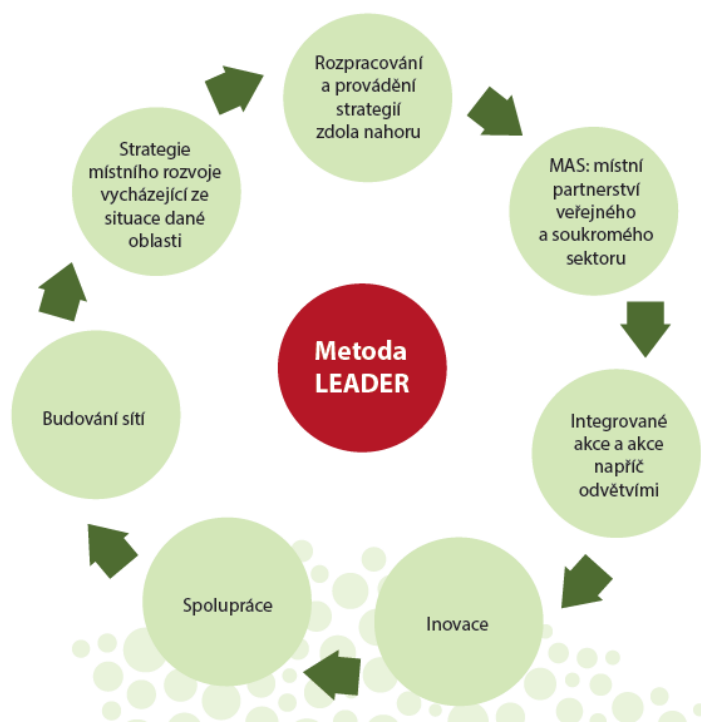 Rozpracování
a provádění
strategií
zdola nahoru
Strategie
místního rozvoje
vycházející ze
situace dané
oblasti
MAS: místní
partnerství
veřejného
a soukromého
sektoru
Metoda
LEADER
Budování sítí
Integrované
akce a akce
napříč
odvětvími
Spolupráce
Inovace